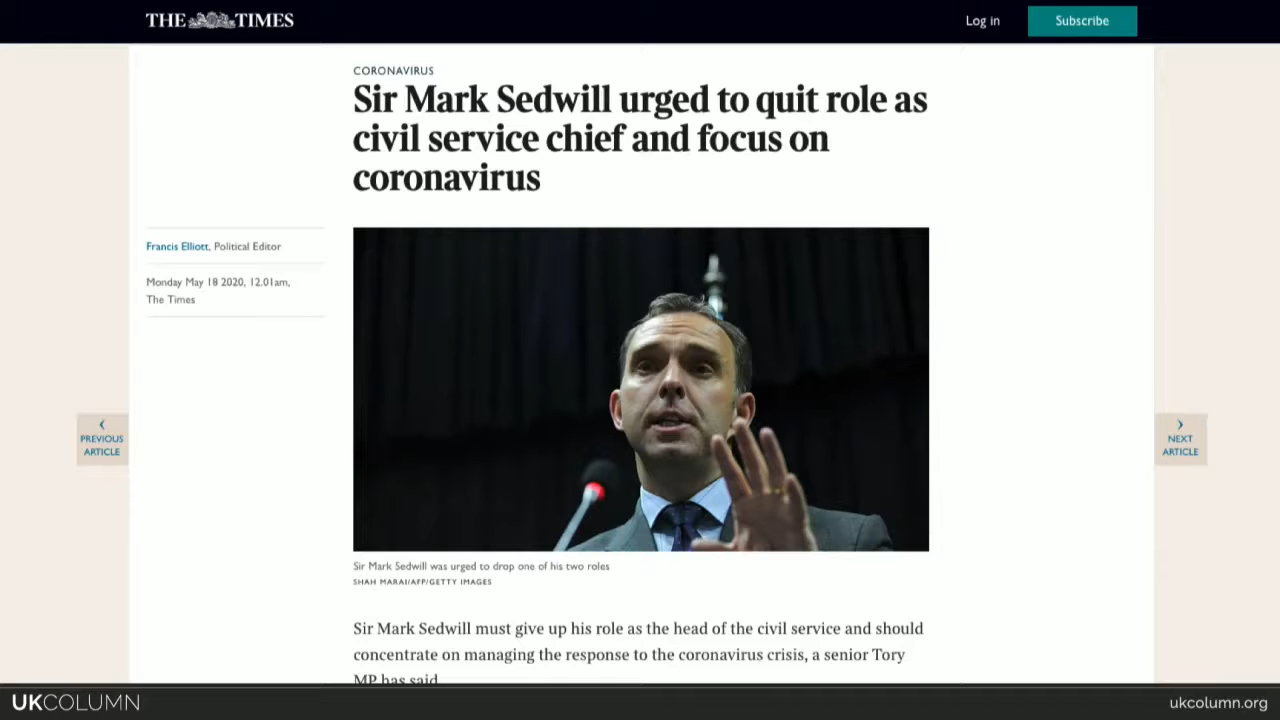 THE TIMES
Log in
Subscribe
CORONAVIRUS
Sir Mark Sedwill urged to quit role as
civil service chief and focus on
coronavirus
Francis Elliott, Political Editor
Monday May 18 2020, 12.01am,
The Times
‹
PREVIOUS
ARTICLE
›
NEXT
ARTICLE
Sir Mark Sedwill was urged to drop one of his two roles
SHAH MARAI/AFP/GETTY IMAGES
Sir Mark Sedwill must give up his role as the head of the civil service and should
concentrate on managing the response to the coronavirus crisis, a senior Tory
MP has said
UKCOLUMN
ukcolumn.org